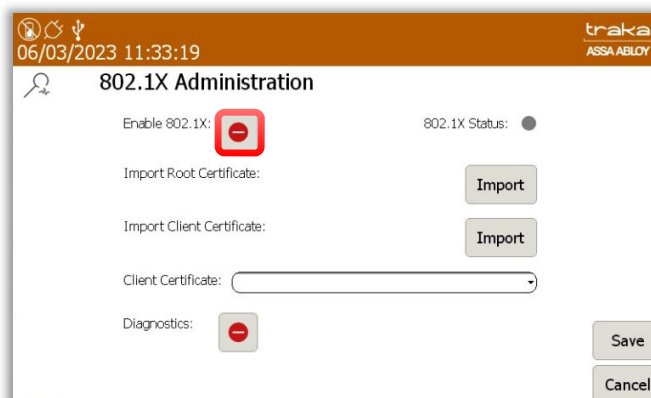 traka
06/03/2023 11:33:19
ASSA ABLOY
802.1X Administration
Enable 802.1X:
802.1X Status:
Import Root Certificate:
Import
Import Client Certificate:
Import
Client Certificate:
Diagnostics:
Save
Cancel